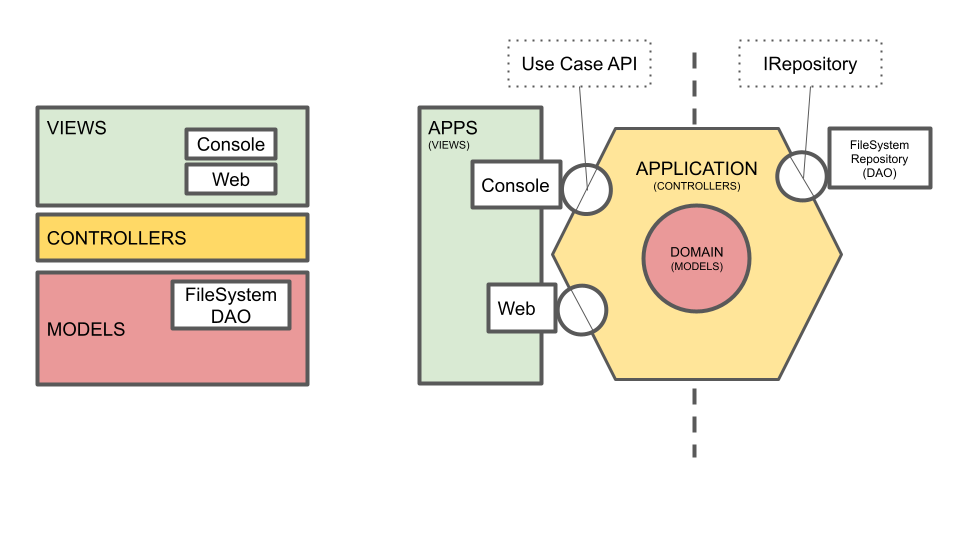 VIEWS
Console
Web
CONTROLLERS
FileSystem
DAO
MODELS
Use Case API
IRepository
APPS
(VIEWS)
Console
Web
APPLICATION
(CONTROLLERS)
DOMAIN
(MODELS)
FileSystem
Repository
(DAO)